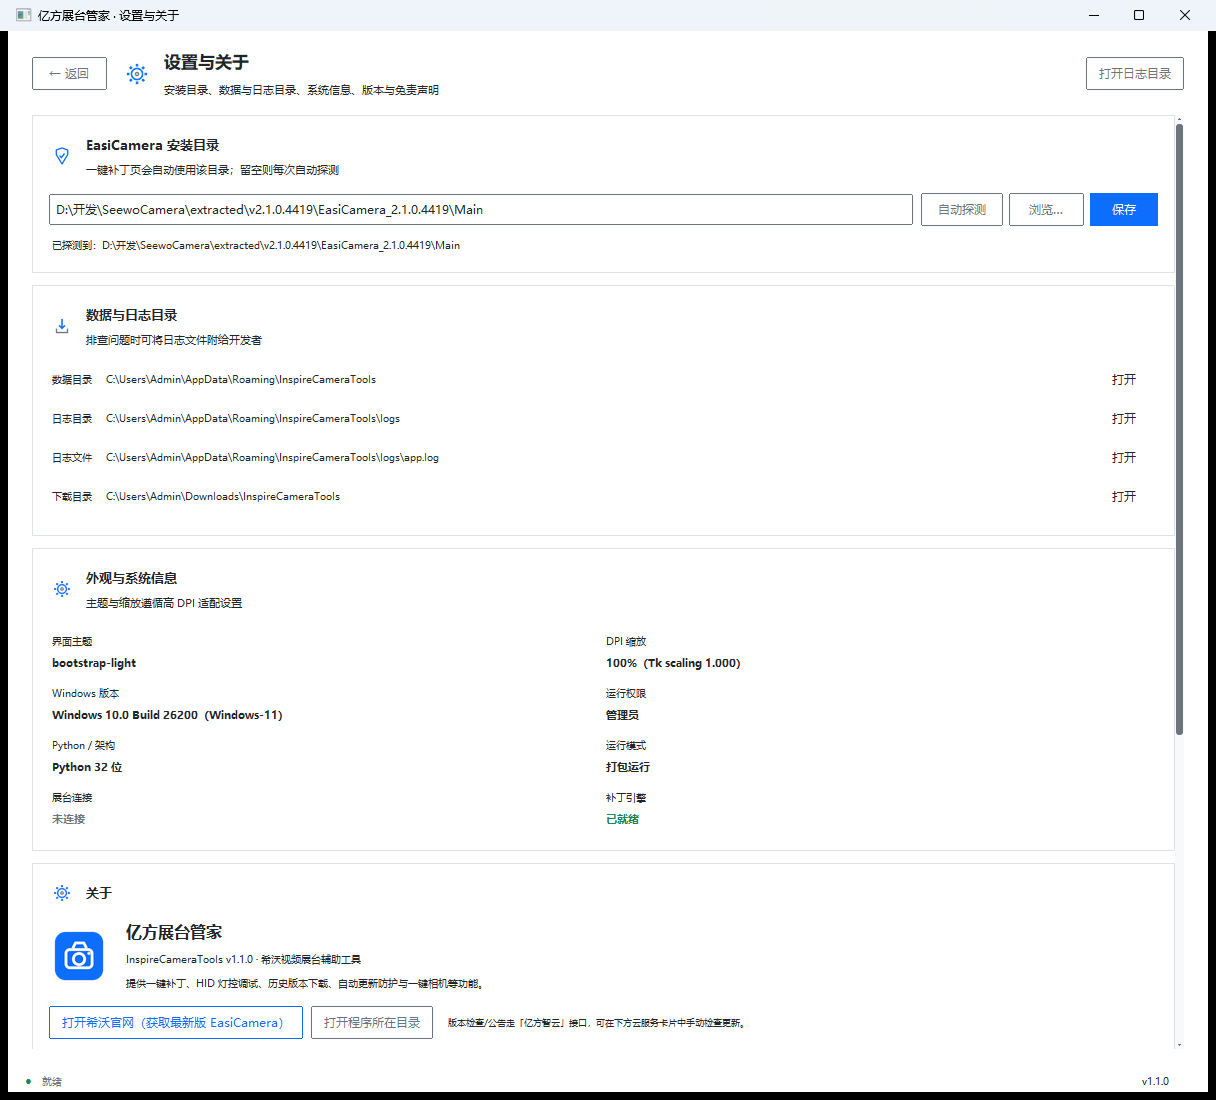 亿方展台管家 · 设置与关于
← 返回
设置与关于
安装目录、数据与日志目录、系统信息、版本与免责声明
打开日志目录
EasiCamera 安装目录
一键补丁页会自动使用该目录；留空则每次自动探测
D:\开发\SeewoCamera\extracted\v2.1.0.4419\EasiCamera_2.1.0.4419\Main
自动探测
浏览...
保存
已探测到：D:\开发\SeewoCamera\extracted\v2.1.0.4419\EasiCamera_2.1.0.4419\Main
数据与日志目录
排查问题时可将日志文件附给开发者
数据目录 C:\Users\Admin\AppData\Roaming\InspireCameraTools 打开
日志目录 C:\Users\Admin\AppData\Roaming\InspireCameraTools\logs 打开
日志文件 C:\Users\Admin\AppData\Roaming\InspireCameraTools\logs\app.log 打开
下载目录 C:\Users\Admin\Downloads\InspireCameraTools 打开
外观与系统信息
主题与缩放遵循高 DPI 适配设置
界面主题
bootstrap-light
DPI 缩放
100%（Tk scaling 1.000）
Windows 版本
Windows 10.0 Build 26200（Windows-11）
运行权限
管理员
Python / 架构
Python 32 位
运行模式
打包运行
展台连接
未连接
补丁引擎
已就绪
关于
亿方展台管家
InspireCameraTools v1.1.0 · 希沃视频展台辅助工具
提供一键补丁、HID 灯控调试、历史版本下载、自动更新防护与一键相机等功能。
打开希沃官网（获取最新版 EasiCamera）
打开程序所在目录
版本检查/公告走「亿方智云」接口，可在下方云服务卡片中手动检查更新。
就绪
v1.1.0